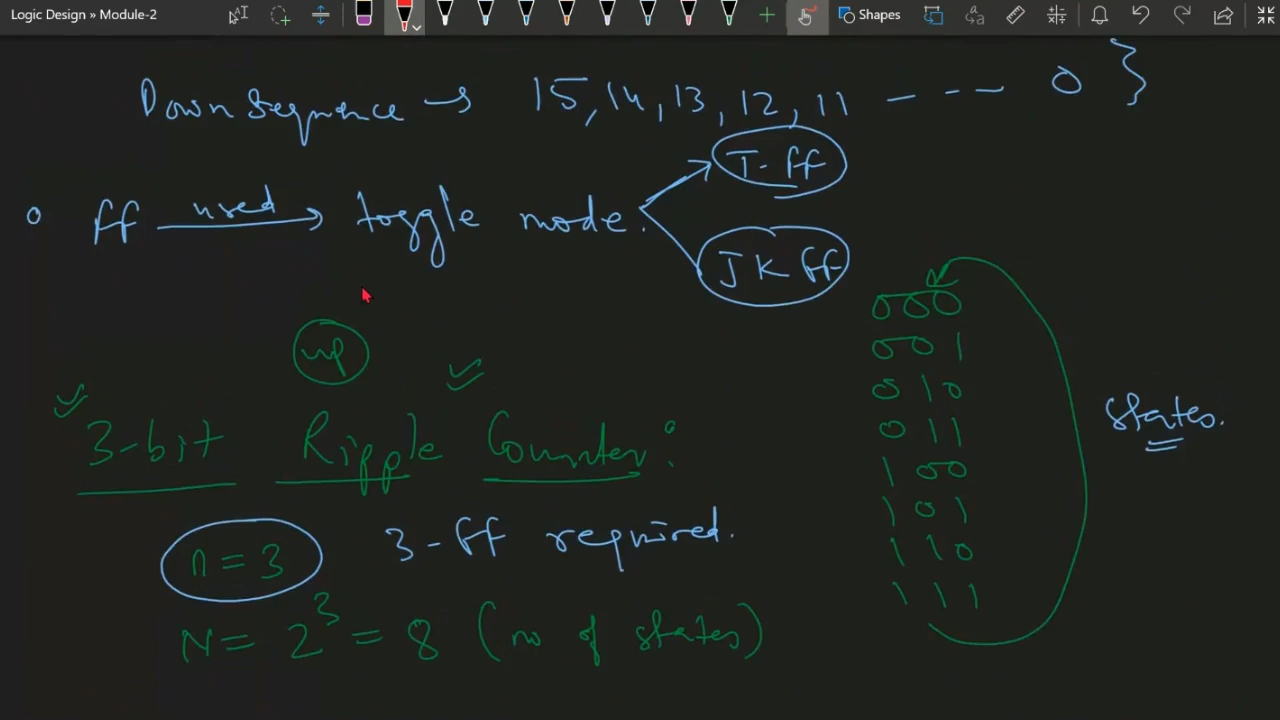 Logic Design » Module-2
Shapes
Down Sequence → 15, 14, 13, 12, 11 - - - - 0 }
T-ff
ff used → toggle mode.
JK ff
up
3-bit Ripple Counter:
n = 3 3-ff required.
N = 2³ = 8 (no of states)
000
001
010
011
100
101
110
111
states.